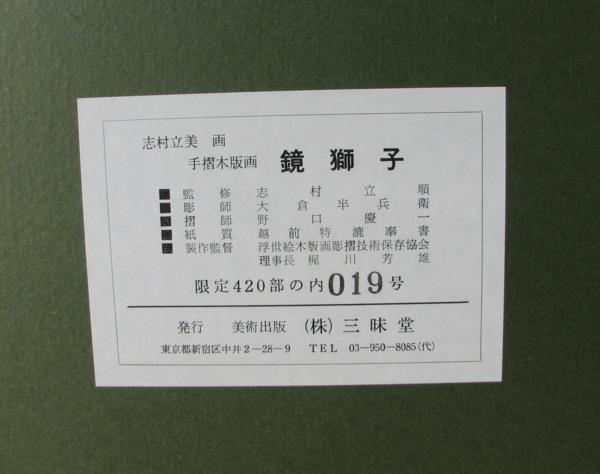 志村立美 画
手摺木版画 鏡獅子
■監修 志村立順
■彫師 大倉半兵衛
■摺師 野口慶一
■紙質 越前特漉奉書
■製作監督 浮世絵木版画彫摺技術保存協会
理事長 梶川芳雄
限定420部の内019号
発行 美術出版 (株)三昧堂
東京都新宿区中井2-28-9 TEL 03-950-8085(代)